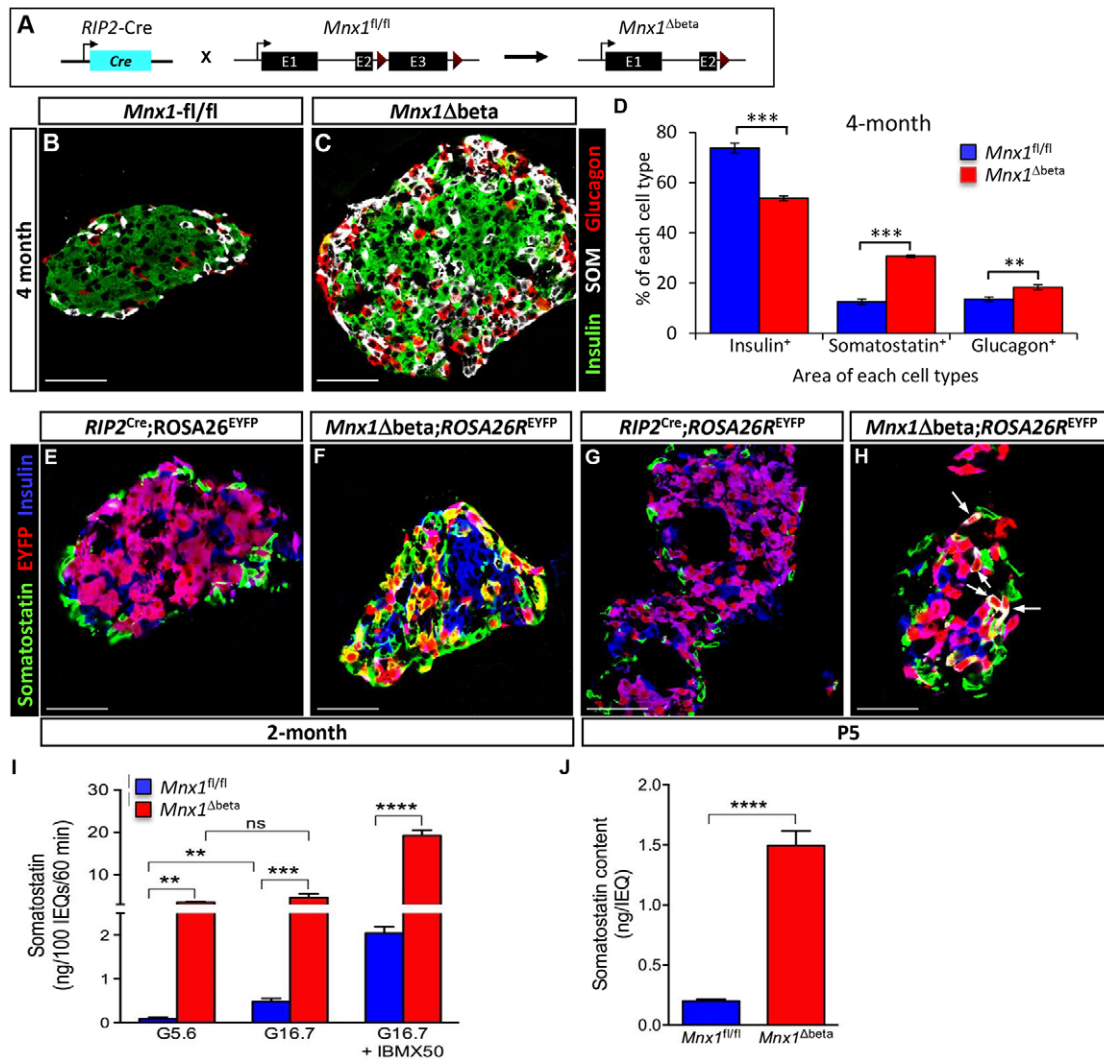 A
RIP2-Cre
Mnx1fl/fl
Mnx1Δbeta
Cre
X
E1
E2
E3
E1
E2
Mnx1-fl/fl
Mnx1Δbeta
4 month
B
C
Insulin SOM Glucagon
D
4-month
Mnx1fl/fl
Mnx1Δbeta
***
***
**
80
60
40
20
0
% of each cell type
Insulin+
Somatostatin+
Glucagon+
Area of each cell types
RIP2Cre;ROSA26EYFP
Mnx1Δbeta;ROSA26REYFP
RIP2Cre;ROSA26REYFP
Mnx1Δbeta;ROSA26REYFP
Somatostatin EYFP Insulin
E
F
G
H
2-month
P5
I
Mnx1fl/fl
Mnx1Δbeta
30
20
10
2
1
0
Somatostatin
(ng/100 IEQs/60 min)
ns
**
**
***
****
G5.6
G16.7
G16.7
+ IBMX50
J
2.0
1.5
1.0
0.5
0.0
Somatostatin content
(ng/IEQ)
****
Mnx1fl/fl
Mnx1Δbeta